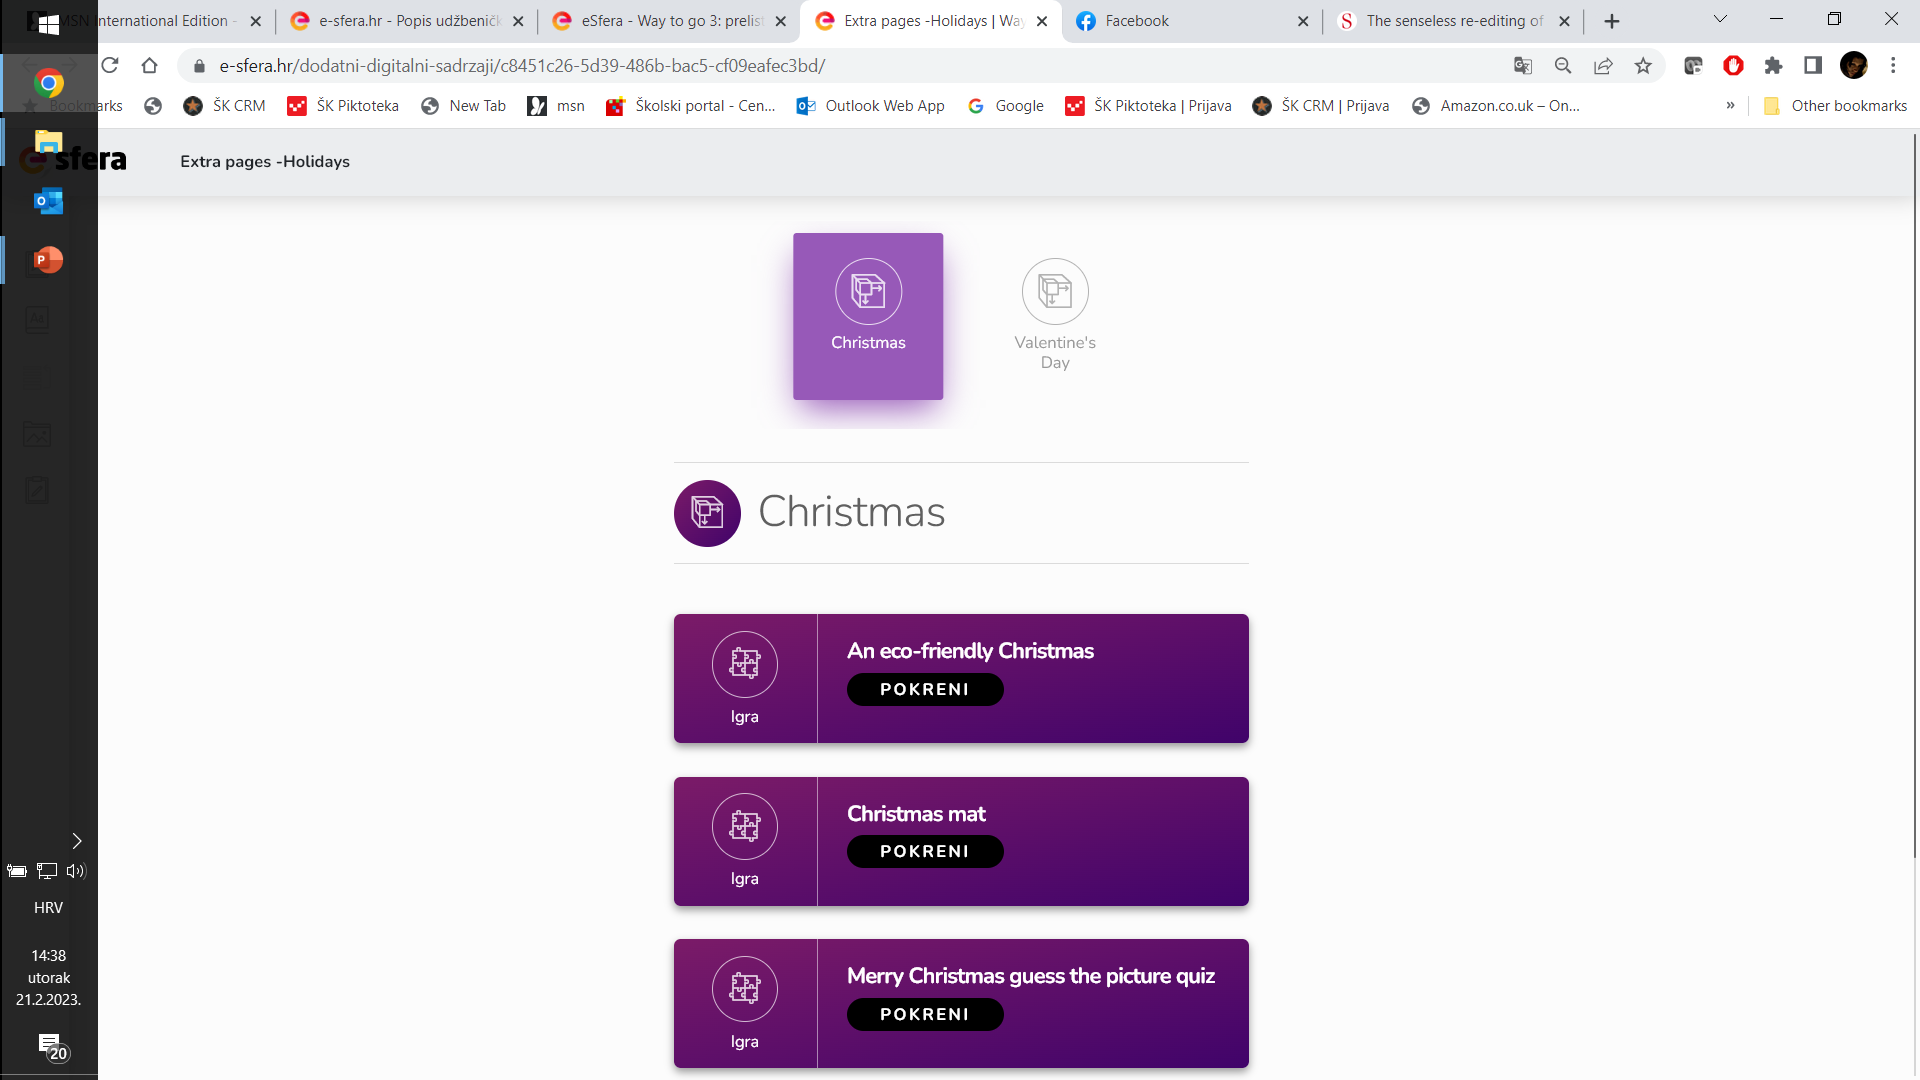 MSN International Edition -
e-sfera.hr - Popis udžbeničk
eSfera - Way to go 3: prelist
Extra pages -Holidays | Way
Facebook
The senseless re-editing of
e-sfera.hr/dodatni-digitalni-sadrzaji/c8451c26-5d39-486b-bac5-cf09eafec3bd/
Bookmarks
ŠK CRM
ŠK Piktoteka
New Tab
msn
Školski portal - Cen...
Outlook Web App
Google
ŠK Piktoteka | Prijava
ŠK CRM | Prijava
Amazon.co.uk – On...
»
Other bookmarks
e sfera
Extra pages -Holidays
Christmas
Valentine's
Day
Christmas
An eco-friendly Christmas
POKRENI
Igra
Christmas mat
POKRENI
Igra
Merry Christmas guess the picture quiz
POKRENI
Igra
HRV
14:38
utorak
21.2.2023.
20